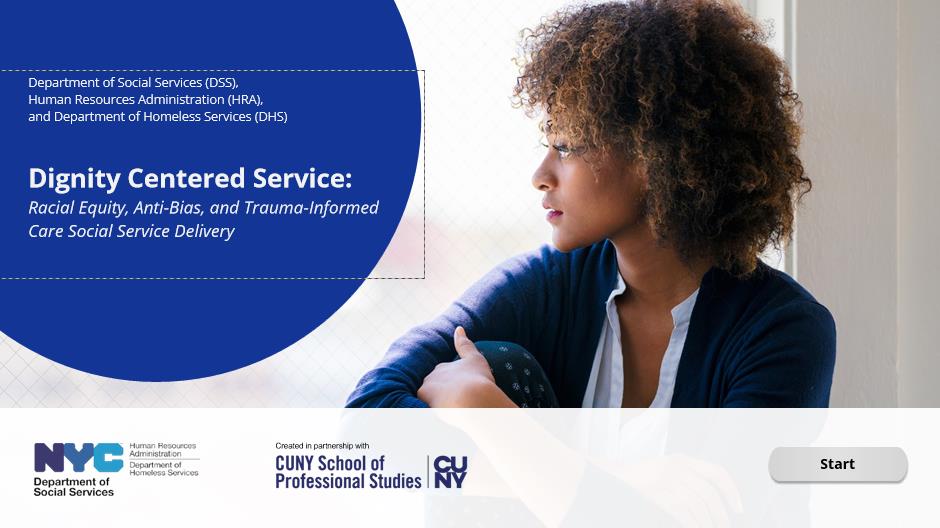 Department of Social Services (DSS),
Human Resources Administration (HRA),
and Department of Homeless Services (DHS)
Dignity Centered Service:
Racial Equity, Anti-Bias, and Trauma-Informed
Care Social Service Delivery
NYC
Human Resources
Administration
Department of
Homeless Services
Department of
Social Services
Created in partnership with
CUNY School of
Professional Studies
CU
NY
Start